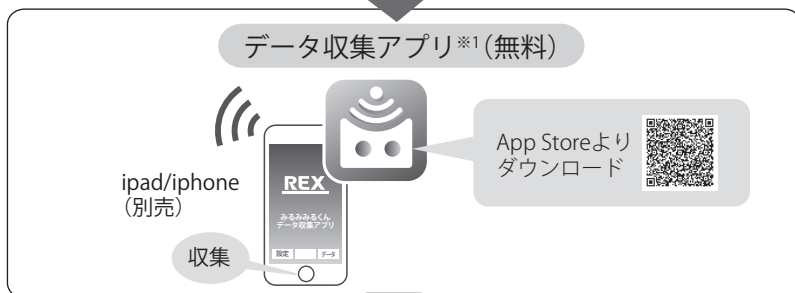 データ収集アプリ※1(無料)
App Storeより
ダウンロード
ipad/iphone
(別売)
REX
みるみみるくん
データ収集アプリ
設定 データ
収集